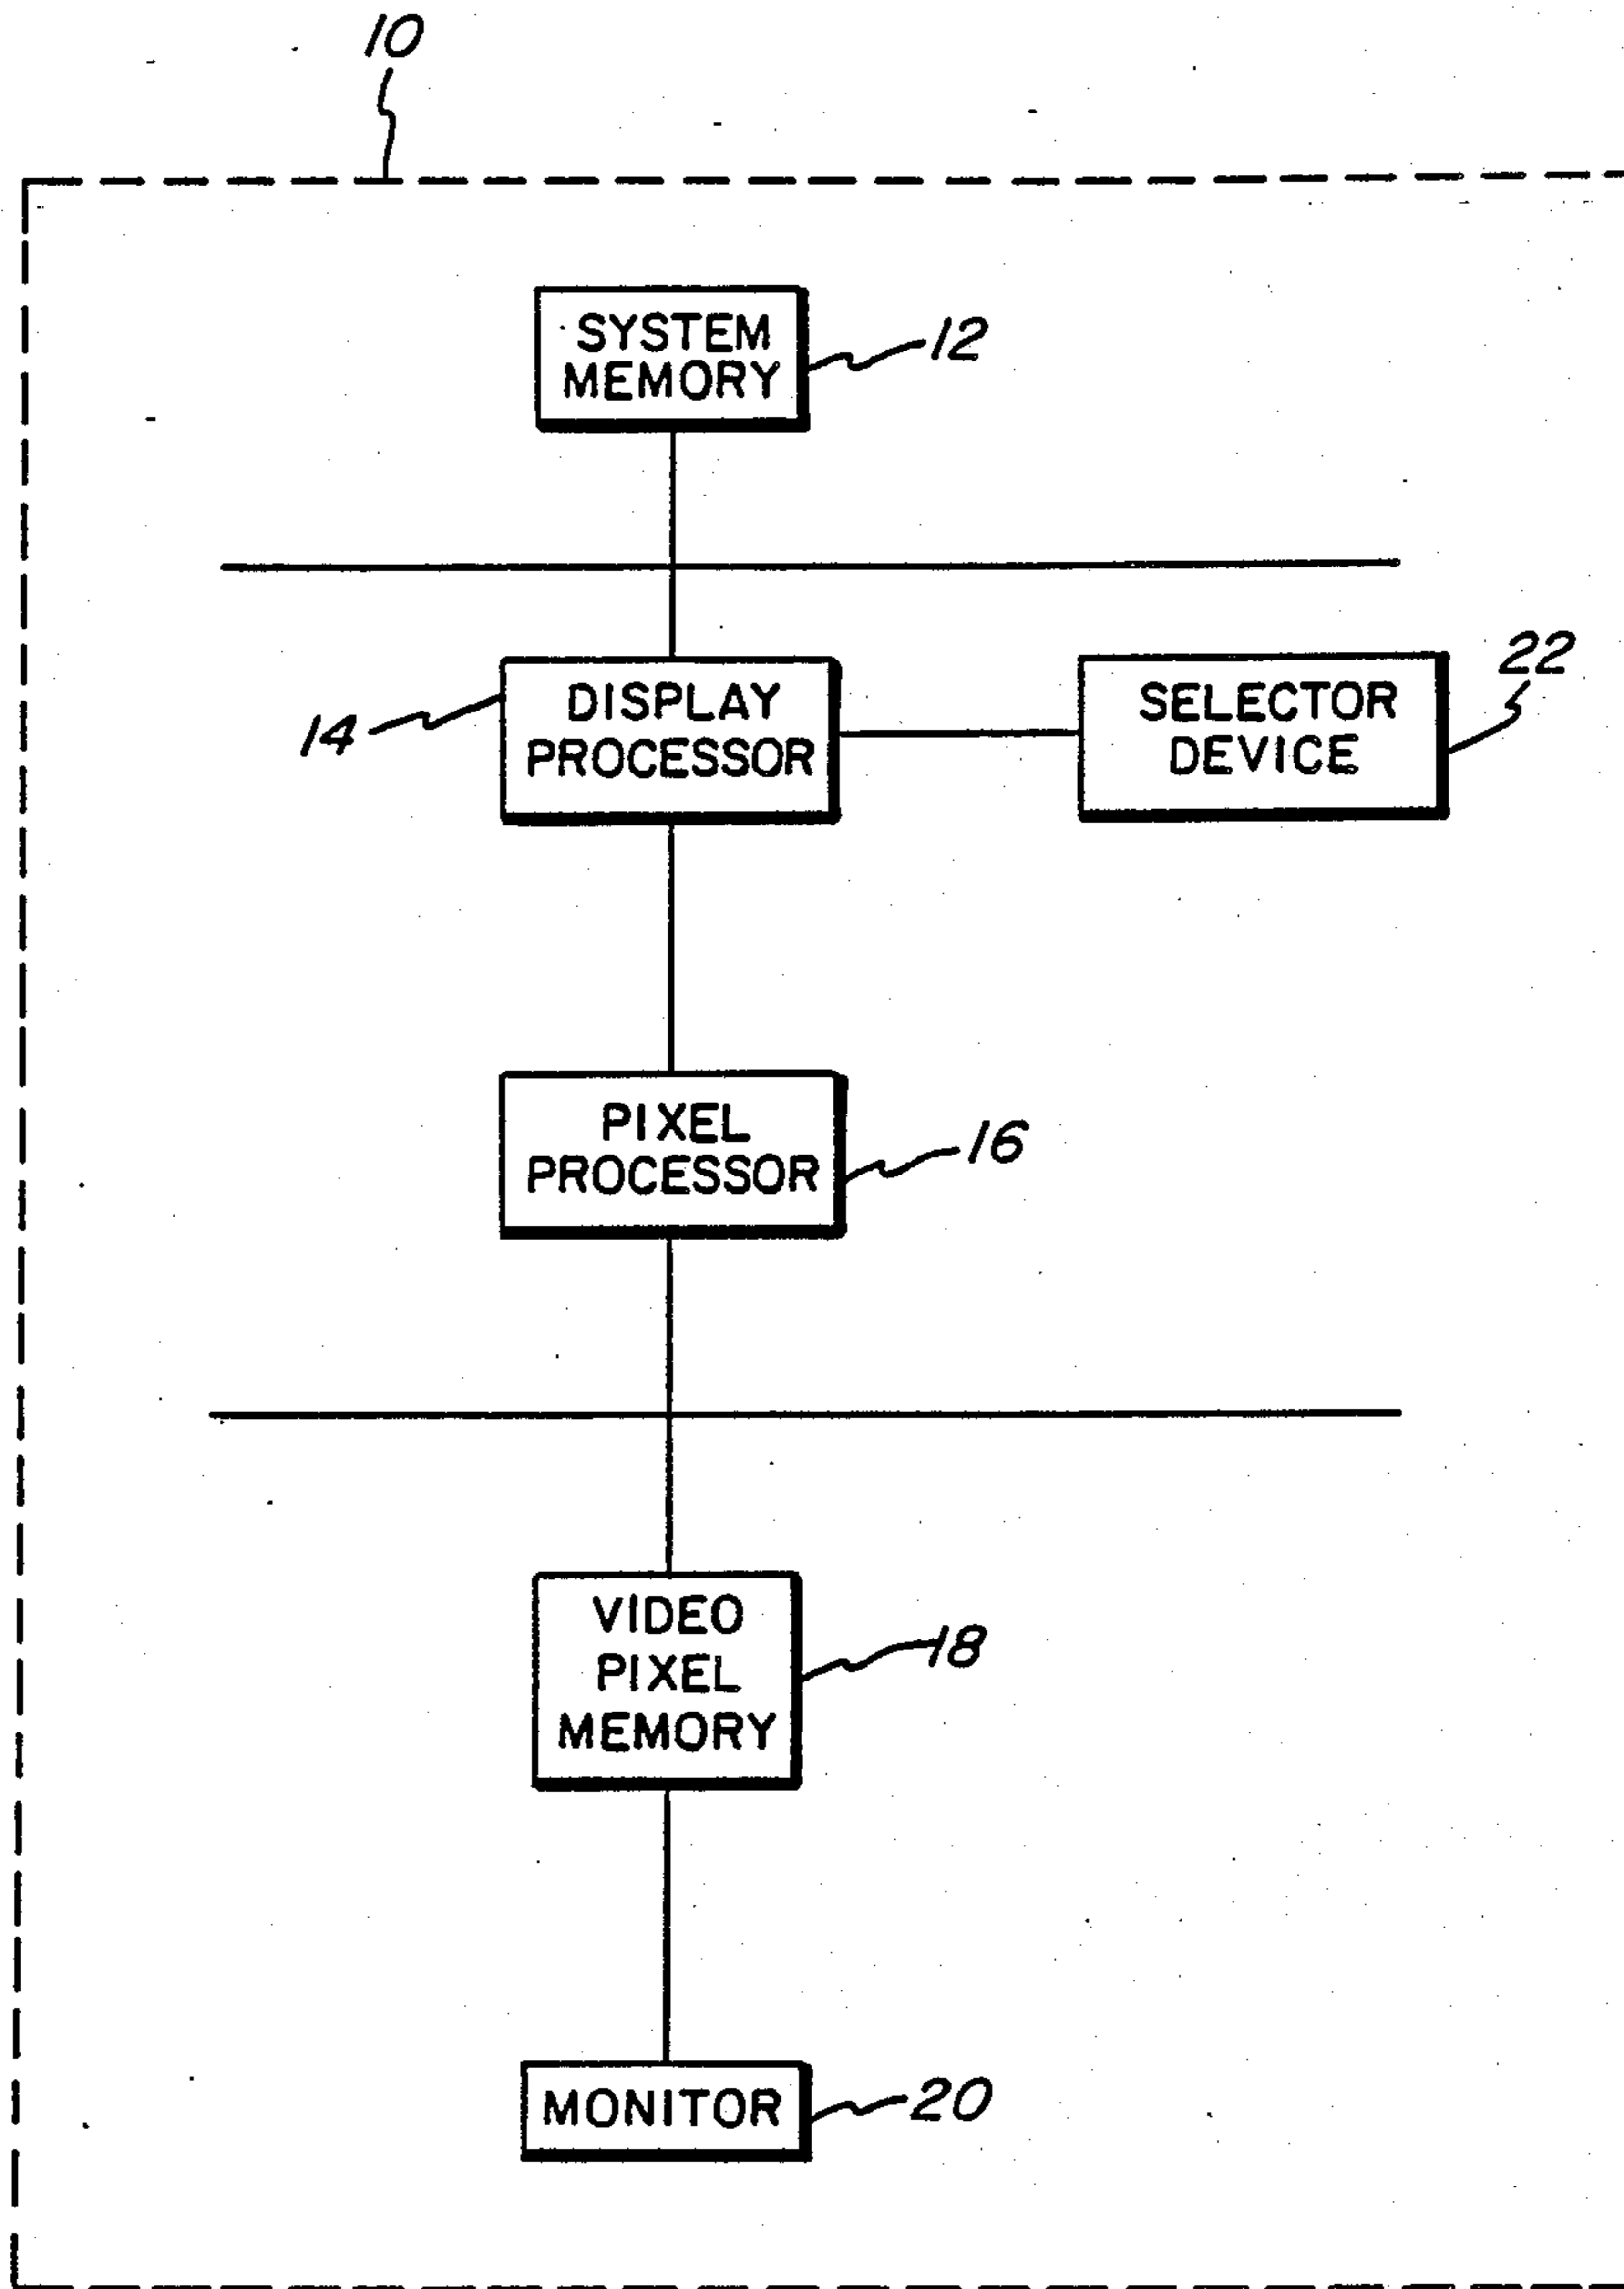 10
SYSTEM
MEMORY
12
DISPLAY
PROCESSOR
14
SELECTOR
DEVICE
22
PIXEL
PROCESSOR
16
VIDEO
PIXEL
MEMORY
18
MONITOR
20